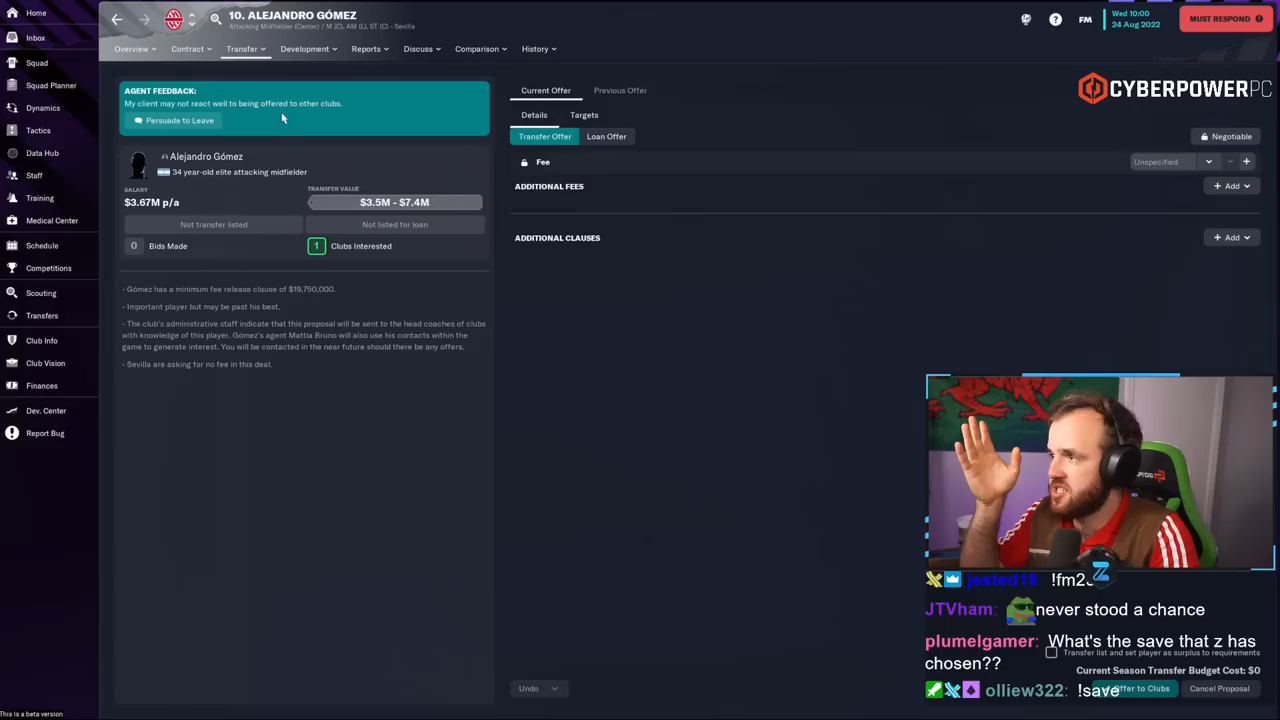 Home
Inbox
Squad
Squad Planner
Dynamics
Tactics
Data Hub
Staff
Training
Medical Center
Schedule
Competitions
Scouting
Transfers
Club Info
Club Vision
Finances
Dev. Center
Report Bug
This is a beta version
10. ALEJANDRO GÓMEZ
Attacking Midfielder (Center) / M (C), AM (L), ST (C) - Sevilla
FM
Wed 10:00
24 Aug 2022
MUST RESPOND
Overview
Contract
Transfer
Development
Reports
Discuss
Comparison
History
CYBERPOWERPC
AGENT FEEDBACK:
My client may not react well to being offered to other clubs.
Persuade to Leave
Alejandro Gómez
34 year-old elite attacking midfielder
SALARY
TRANSFER VALUE
$3.67M p/a
$3.5M - $7.4M
Not transfer listed
Not listed for loan
0 Bids Made
1 Clubs Interested
- Gómez has a minimum fee release clause of $19,750,000.
- Important player but may be past his best.
- The club's administrative staff indicate that this proposal will be sent to the head coaches of clubs
with knowledge of this player. Gómez's agent Mattia Bruno will also use his contacts within the
game to generate interest. You will be contacted in the near future should there be any offers.
- Sevilla are asking for no fee in this deal.
Current Offer
Previous Offer
Details
Targets
Transfer Offer
Loan Offer
Negotiable
Fee
Unspecified
ADDITIONAL FEES
+ Add
ADDITIONAL CLAUSES
+ Add
Z
jested18: !fm23
JTVham: never stood a chance
plumelgamer: What's the save that z has
chosen??
Transfer list and set player as surplus to requirements
Current Season Transfer Budget Cost: $0
olliew322: !save
Undo
Offer to Clubs
Cancel Proposal